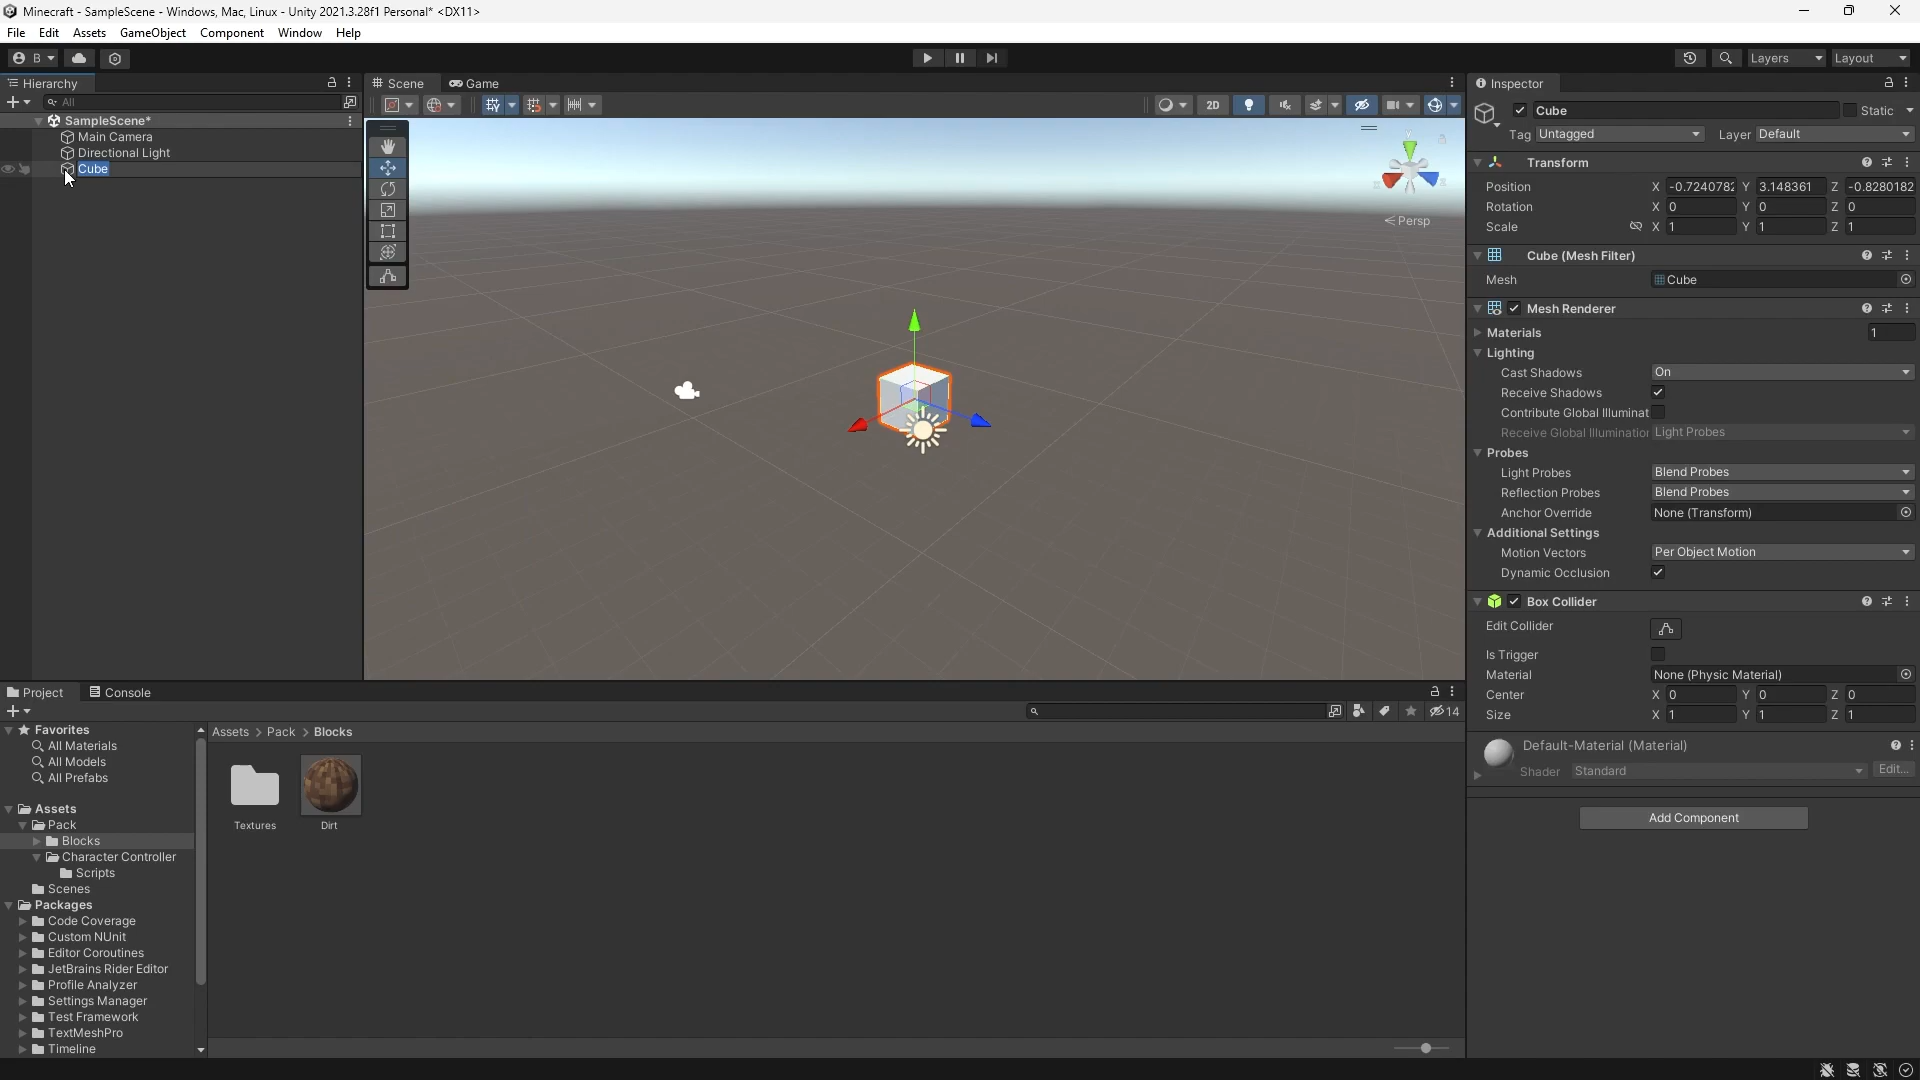 Minecraft - SampleScene - Windows, Mac, Linux - Unity 2021.3.28f1 Personal* <DX11>
File Edit Assets GameObject Component Window Help
B Layers Layout
Hierarchy
All
SampleScene*
Main Camera
Directional Light
Cube
Scene Game
2D
y
x
z
Persp
Inspector
Cube Static
Tag Untagged Layer Default
Transform
Position X -0.7240782 Y 3.148361 Z -0.8280182
Rotation X 0 Y 0 Z 0
Scale X 1 Y 1 Z 1
Cube (Mesh Filter)
Mesh Cube
Mesh Renderer
Materials 1
Lighting
Cast Shadows On
Receive Shadows
Contribute Global Illuminat
Receive Global Illumination Light Probes
Probes
Light Probes Blend Probes
Reflection Probes Blend Probes
Anchor Override None (Transform)
Additional Settings
Motion Vectors Per Object Motion
Dynamic Occlusion
Box Collider
Edit Collider
Is Trigger
Material None (Physic Material)
Center X 0 Y 0 Z 0
Size X 1 Y 1 Z 1
Default-Material (Material)
Shader Standard Edit...
Add Component
Project Console
14
Favorites
All Materials
All Models
All Prefabs
Assets
Pack
Blocks
Character Controller
Scripts
Scenes
Packages
Code Coverage
Custom NUnit
Editor Coroutines
JetBrains Rider Editor
Profile Analyzer
Settings Manager
Test Framework
TextMeshPro
Timeline
Assets > Pack > Blocks
Textures Dirt